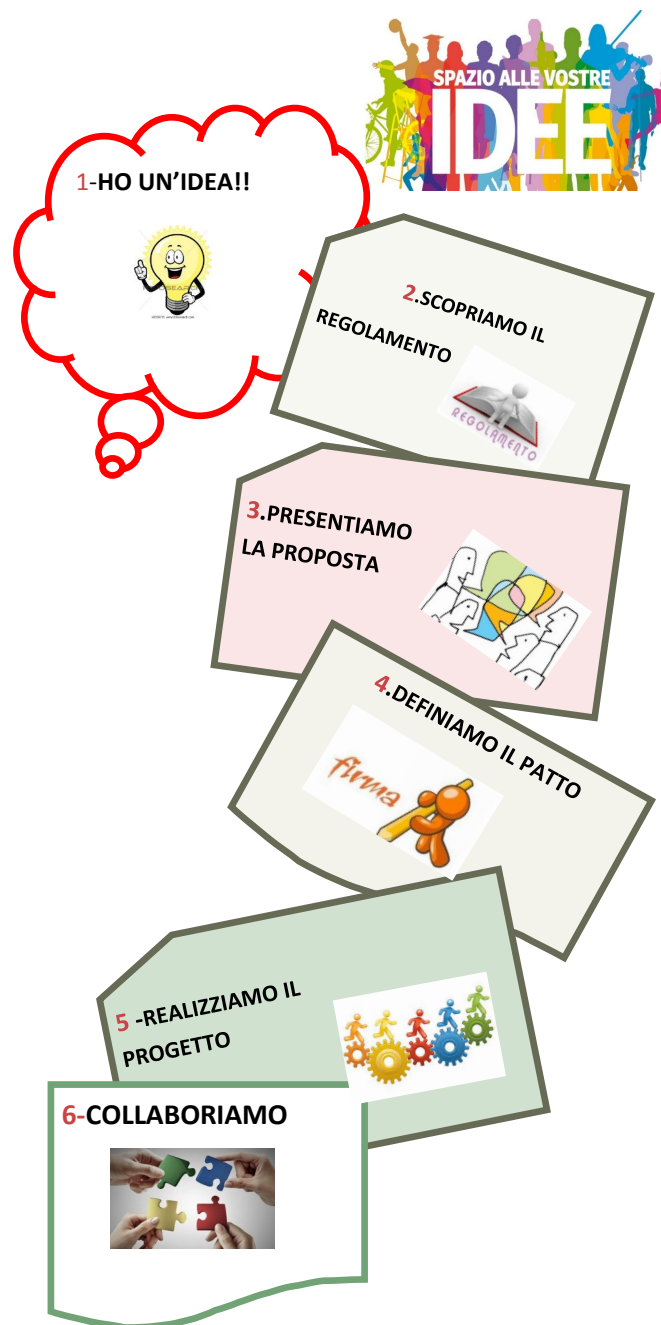 SPAZIO ALLE VOSTRE
IDEE
1-HO UN'IDEA!!
2.SCOPRIAMO IL
REGOLAMENTO
REGOLAMENTO
3.PRESENTIAMO
LA PROPOSTA
4.DEFINIAMO IL PATTO
firma
5 -REALIZZIAMO IL
PROGETTO
6-COLLABORIAMO